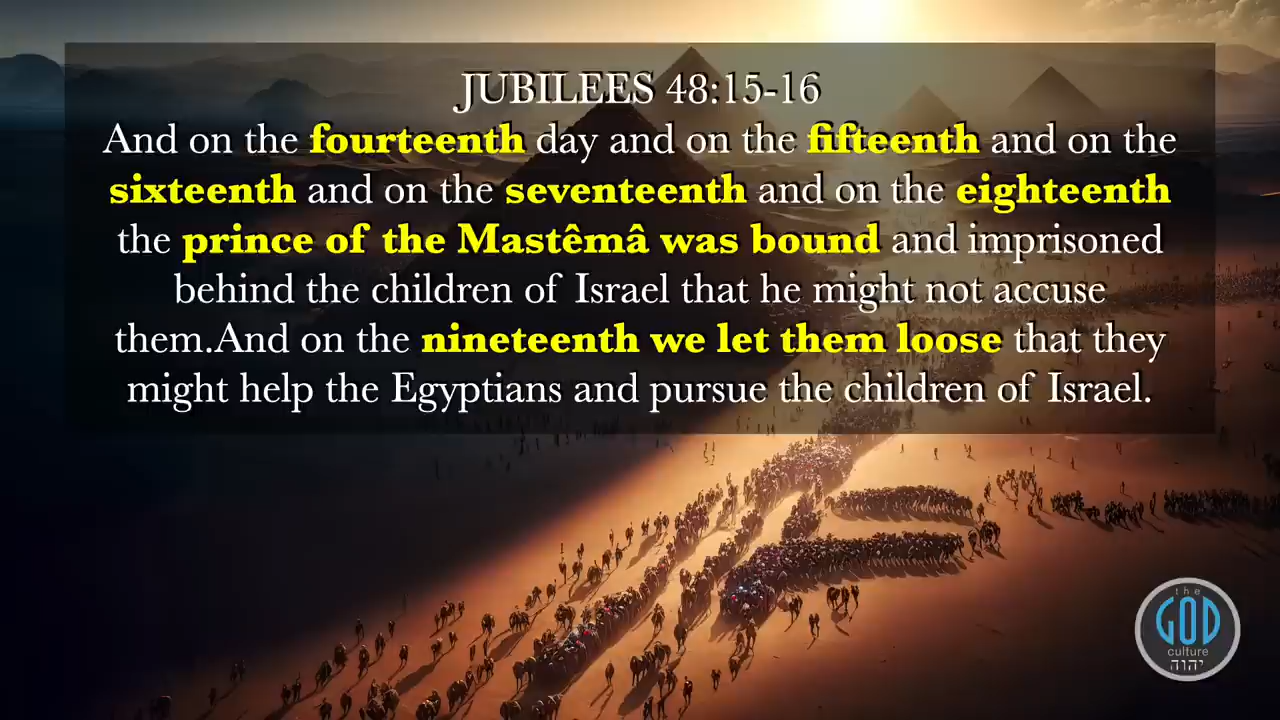 JUBILEES 48:15-16
And on the fourteenth day and on the fifteenth and on the
sixteenth and on the seventeenth and on the eighteenth
the prince of the Mastêmâ was bound and imprisoned
behind the children of Israel that he might not accuse
them.And on the nineteenth we let them loose that they
might help the Egyptians and pursue the children of Israel.
the
GOD
culture
יהוה